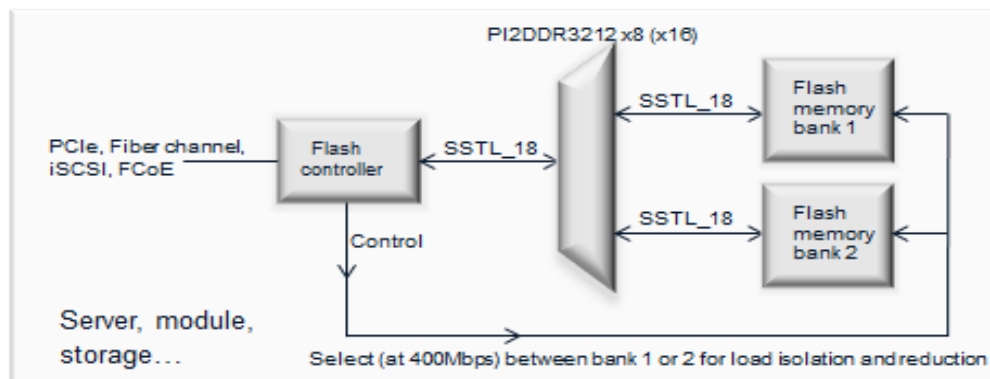 PI2DDR3212 x8 (x16)
SSTL_18
Flash
memory
bank 1
PCIe, Fiber channel,
iSCSI, FCoE
Flash
controller
SSTL_18
SSTL_18
Flash
memory
bank 2
Control
Server, module,
storage...
Select (at 400Mbps) between bank 1 or 2 for load isolation and reduction